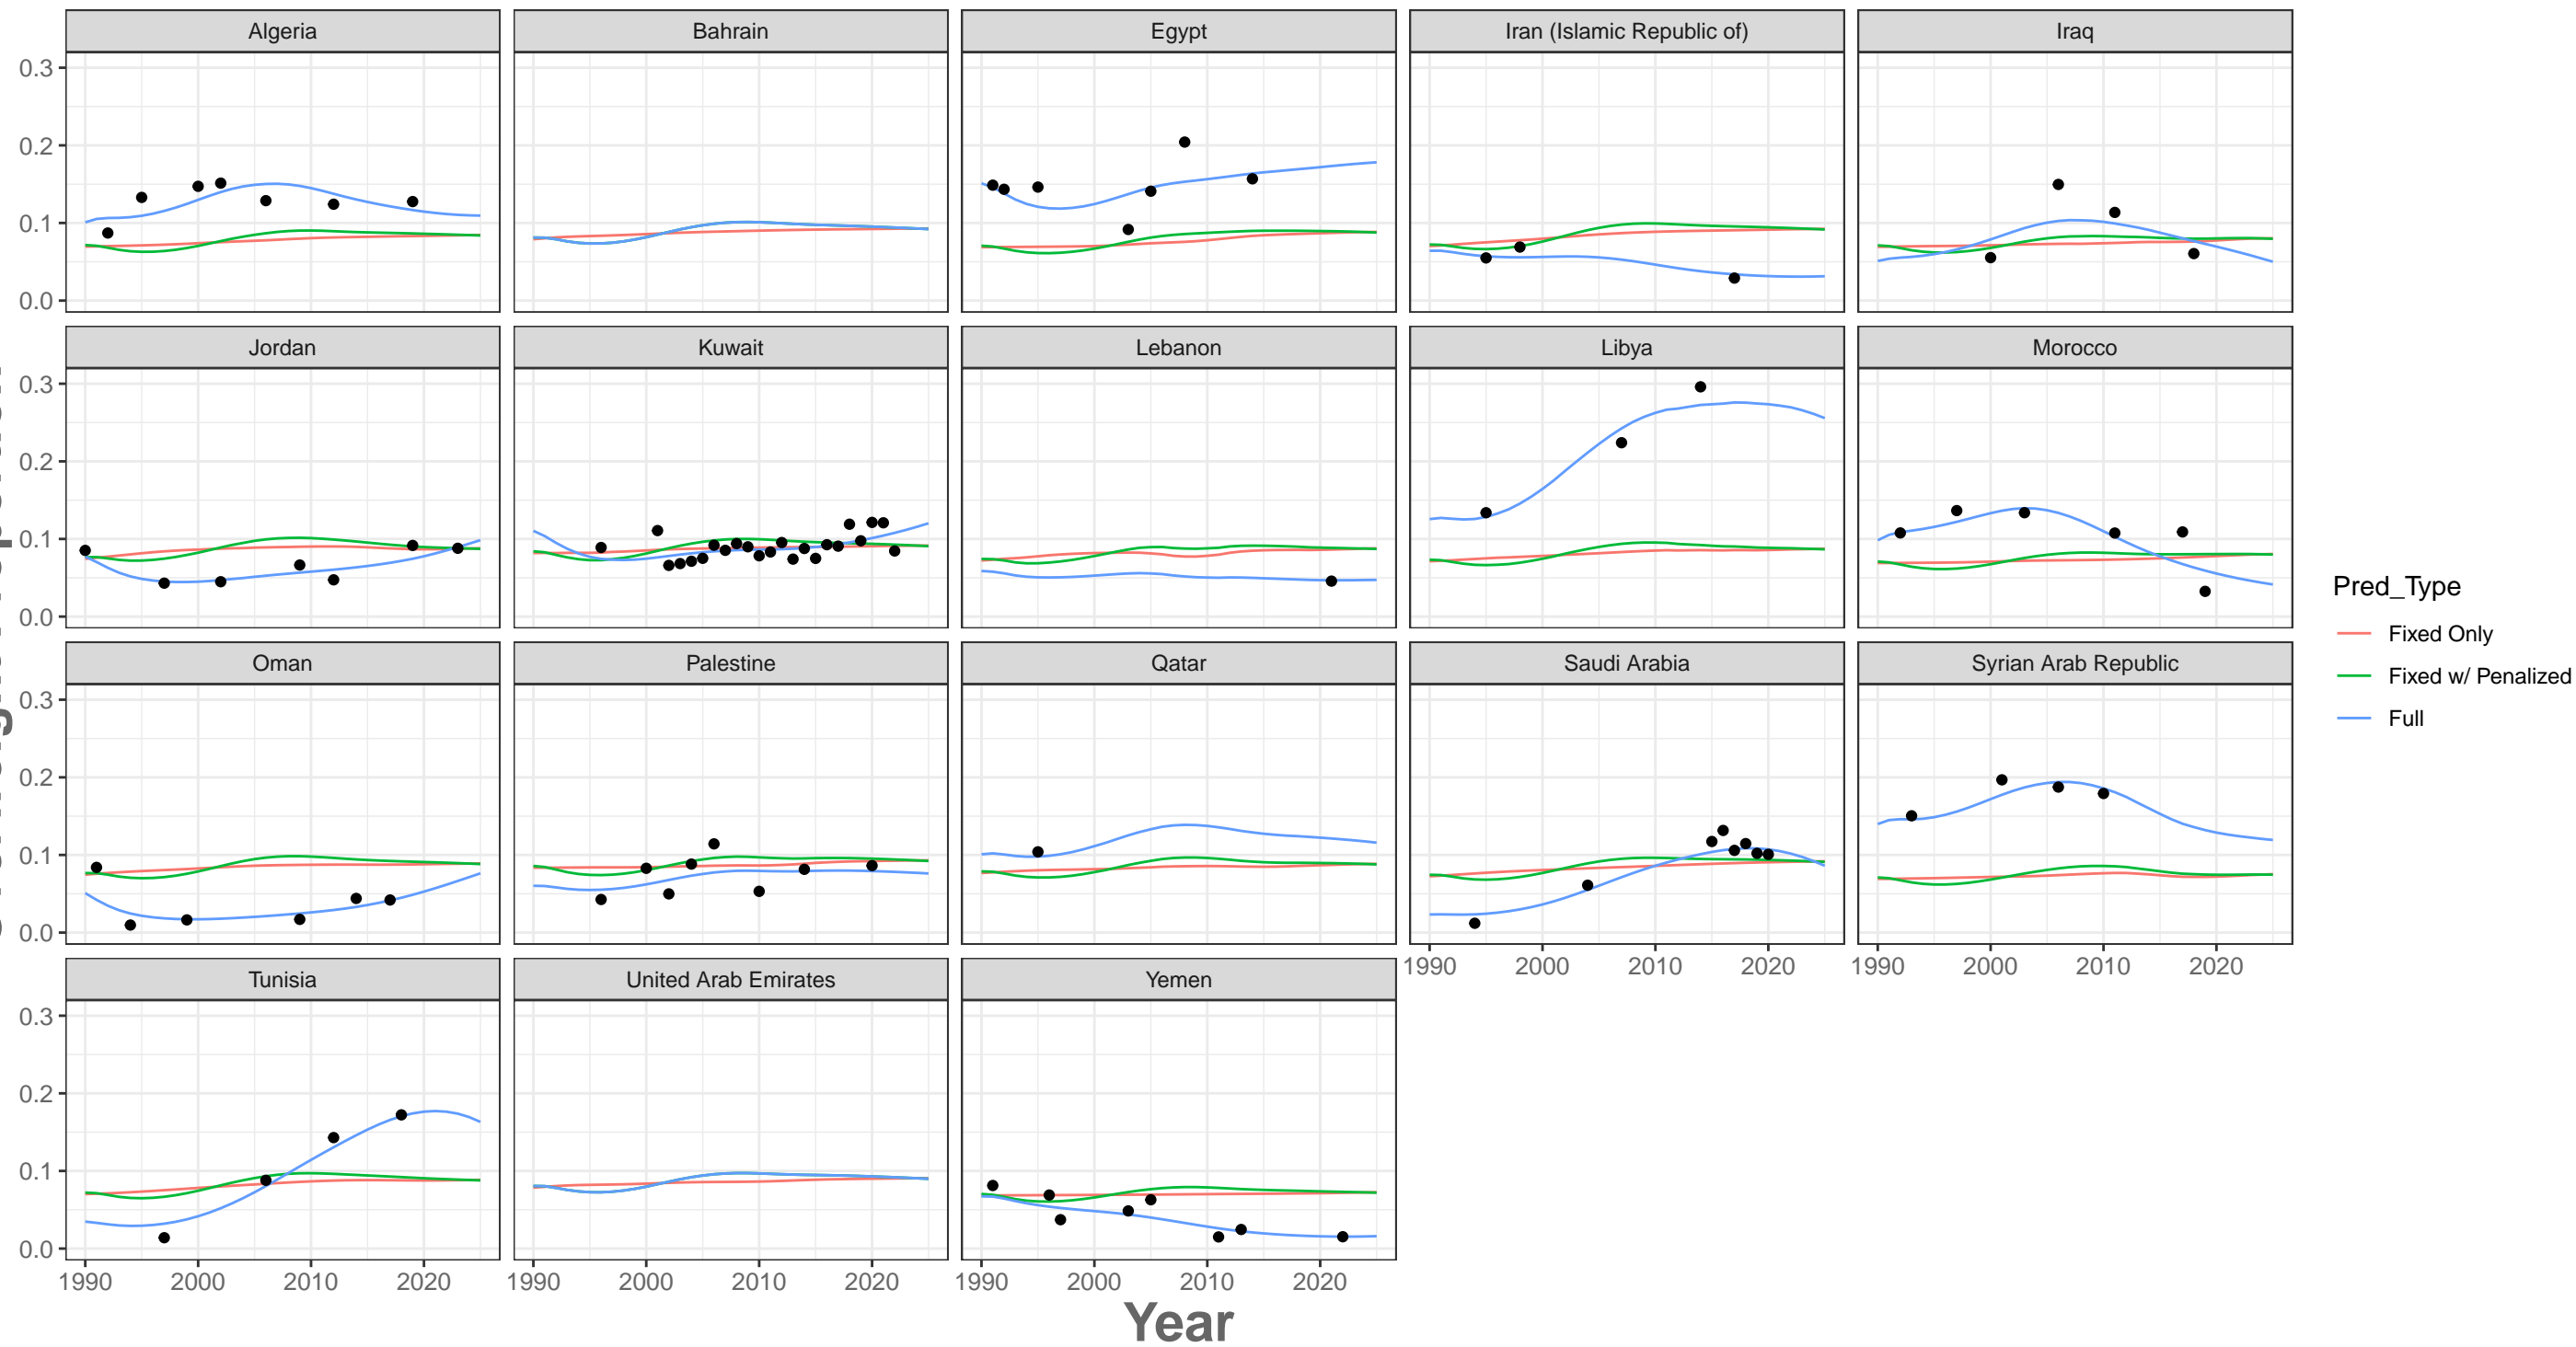 Algeria Bahrain Egypt Iran (Islamic Republic of) Iraq
0.3
0.2
0.1
0.0
Jordan Kuwait Lebanon Libya Morocco
0.3
0.2
0.1
0.0
Oman Palestine Qatar Saudi Arabia Syrian Arab Republic
0.3
0.2
0.1
0.0
1990 2000 2010 2020 1990 2000 2010 2020
Tunisia United Arab Emirates Yemen
0.3
0.2
0.1
0.0
1990 2000 2010 2020 1990 2000 2010 2020 1990 2000 2010 2020
Year
Pred_Type
Fixed Only
Fixed w/ Penalized
Full